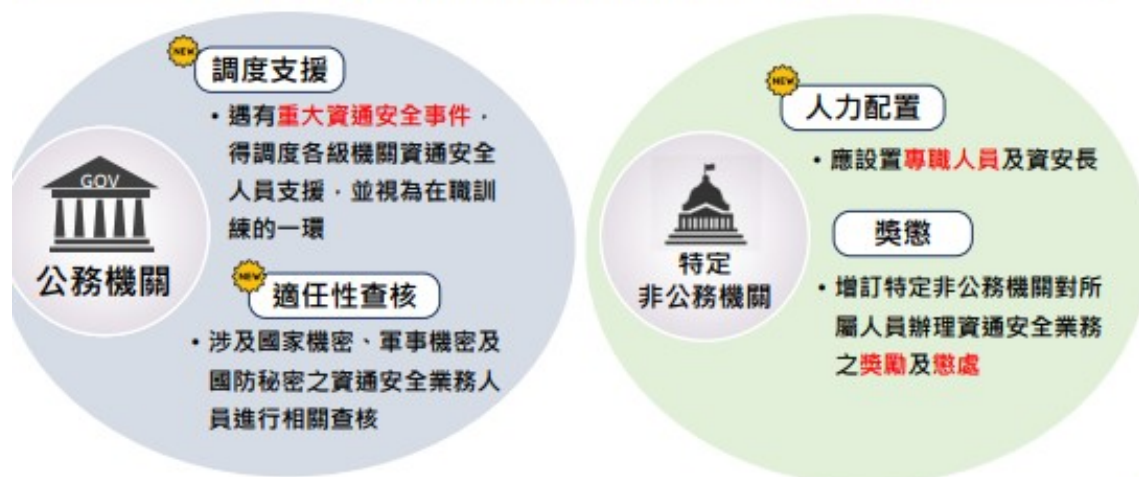 NEW
調度支援
• 遇有重大資通安全事件，
得調度各級機關資通安全
人員支援，並視為在職訓
練的一環
GOV
公務機關
NEW
適任性查核
• 涉及國家機密、軍事機密及
國防秘密之資通安全業務人
員進行相關查核
NEW
人力配置
• 應設置專職人員及資安長
特定
非公務機關
獎懲
• 增訂特定非公務機關對所
屬人員辦理資通安全業務
之獎勵及懲處